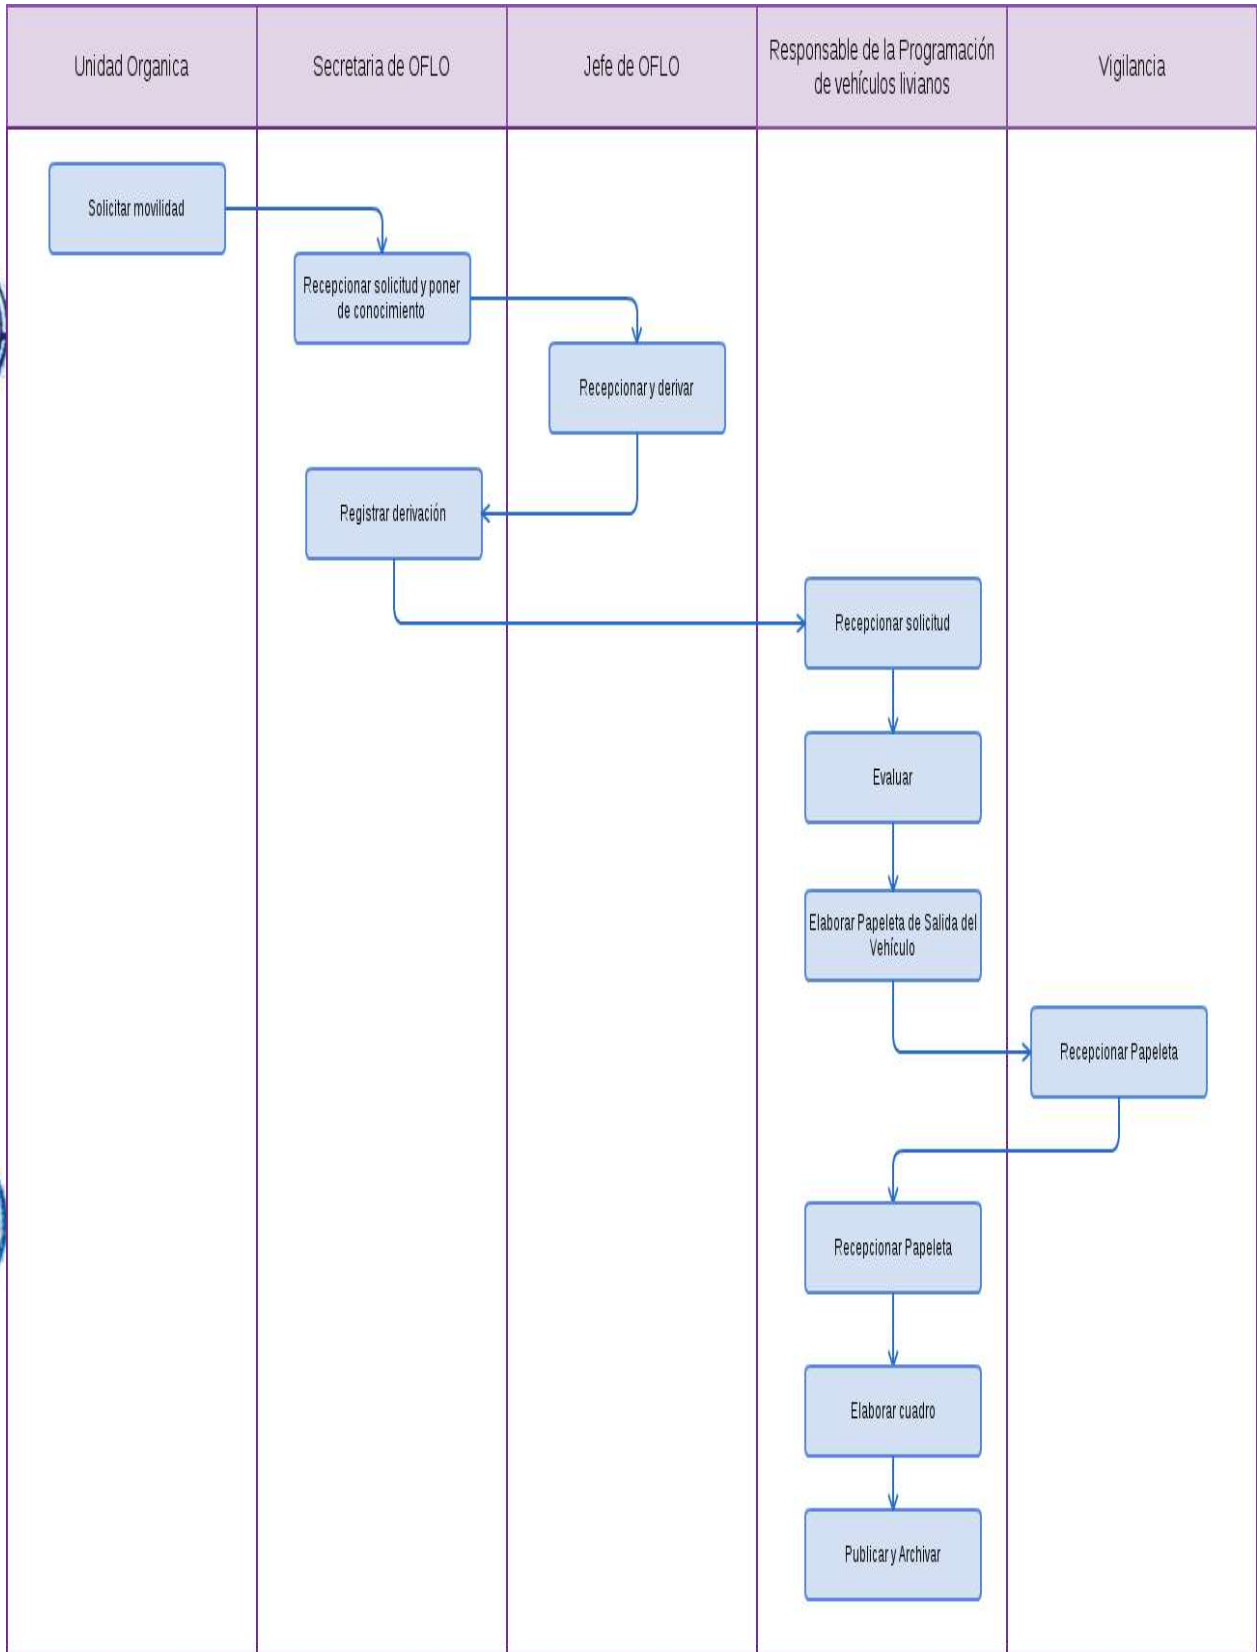 Unidad Organica
Secretaria de OFLO
Jefe de OFLO
Responsable de la Programación
de vehículos livianos
Vigilancia
Solicitar movilidad
Recepcionar solicitud y poner
de conocimiento
Recepcionar y derivar
Registrar derivación
Recepcionar solicitud
Evaluar
Elaborar Papeleta de Salida del
Vehículo
Recepcionar Papeleta
Recepcionar Papeleta
Elaborar cuadro
Publicar y Archivar